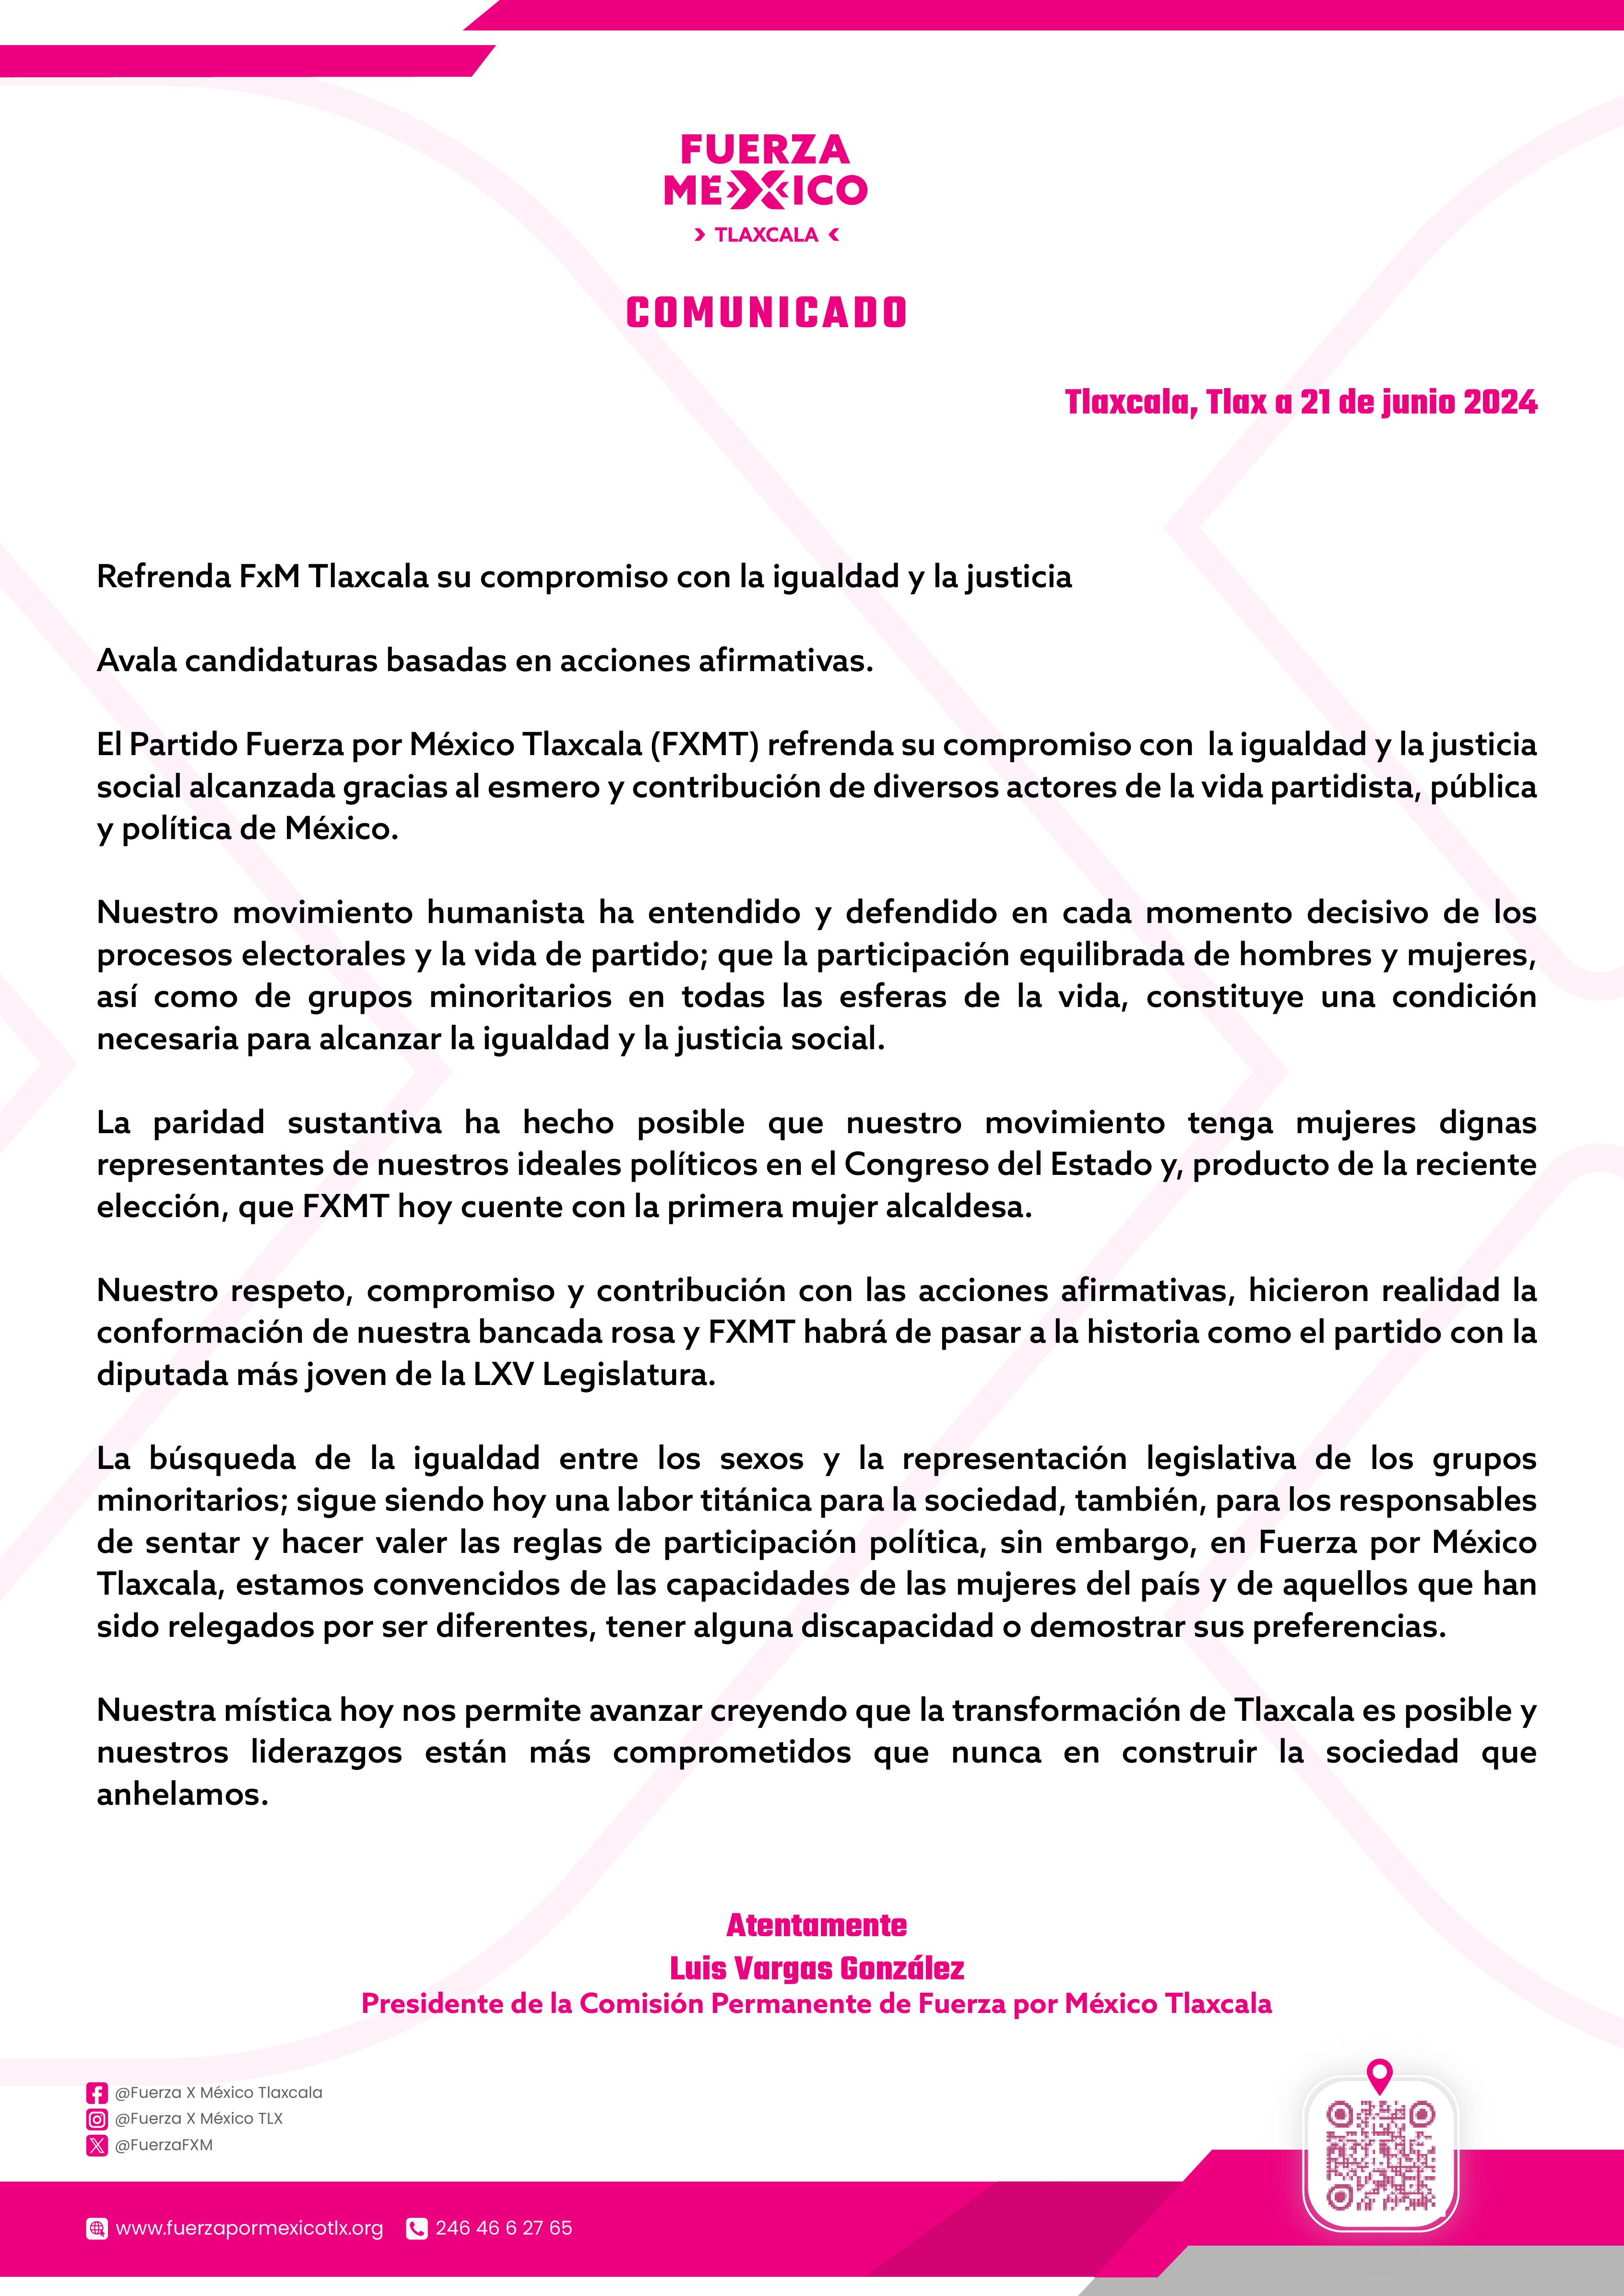 FUERZA
MÉXICO
TLAXCALA
COMUNICADO
Tlaxcala, Tlax a 21 de junio 2024
Refrenda FxM Tlaxcala su compromiso con la igualdad y la justicia
Avala candidaturas basadas en acciones afirmativas.
El Partido Fuerza por México Tlaxcala (FXMT) refrenda su compromiso con  la igualdad y la justicia
social alcanzada gracias al esmero y contribución de diversos actores de la vida partidista, pública
y política de México.
Nuestro movimiento humanista ha entendido y defendido en cada momento decisivo de los
procesos electorales y la vida de partido; que la participación equilibrada de hombres y mujeres,
así como de grupos minoritarios en todas las esferas de la vida, constituye una condición
necesaria para alcanzar la igualdad y la justicia social.
La paridad sustantiva ha hecho posible que nuestro movimiento tenga mujeres dignas
representantes de nuestros ideales políticos en el Congreso del Estado y, producto de la reciente
elección, que FXMT hoy cuente con la primera mujer alcaldesa.
Nuestro respeto, compromiso y contribución con las acciones afirmativas, hicieron realidad la
conformación de nuestra bancada rosa y FXMT habrá de pasar a la historia como el partido con la
diputada más joven de la LXV Legislatura.
La búsqueda de la igualdad entre los sexos y la representación legislativa de los grupos
minoritarios; sigue siendo hoy una labor titánica para la sociedad, también, para los responsables
de sentar y hacer valer las reglas de participación política, sin embargo, en Fuerza por México
Tlaxcala, estamos convencidos de las capacidades de las mujeres del país y de aquellos que han
sido relegados por ser diferentes, tener alguna discapacidad o demostrar sus preferencias.
Nuestra mística hoy nos permite avanzar creyendo que la transformación de Tlaxcala es posible y
nuestros liderazgos están más comprometidos que nunca en construir la sociedad que
anhelamos.
Atentamente
Luis Vargas González
Presidente de la Comisión Permanente de Fuerza por México Tlaxcala
@Fuerza X México Tlaxcala
@Fuerza X México TLX
@FuerzaFXM
www.fuerzapormexicotlx.org 246 46 6 27 65